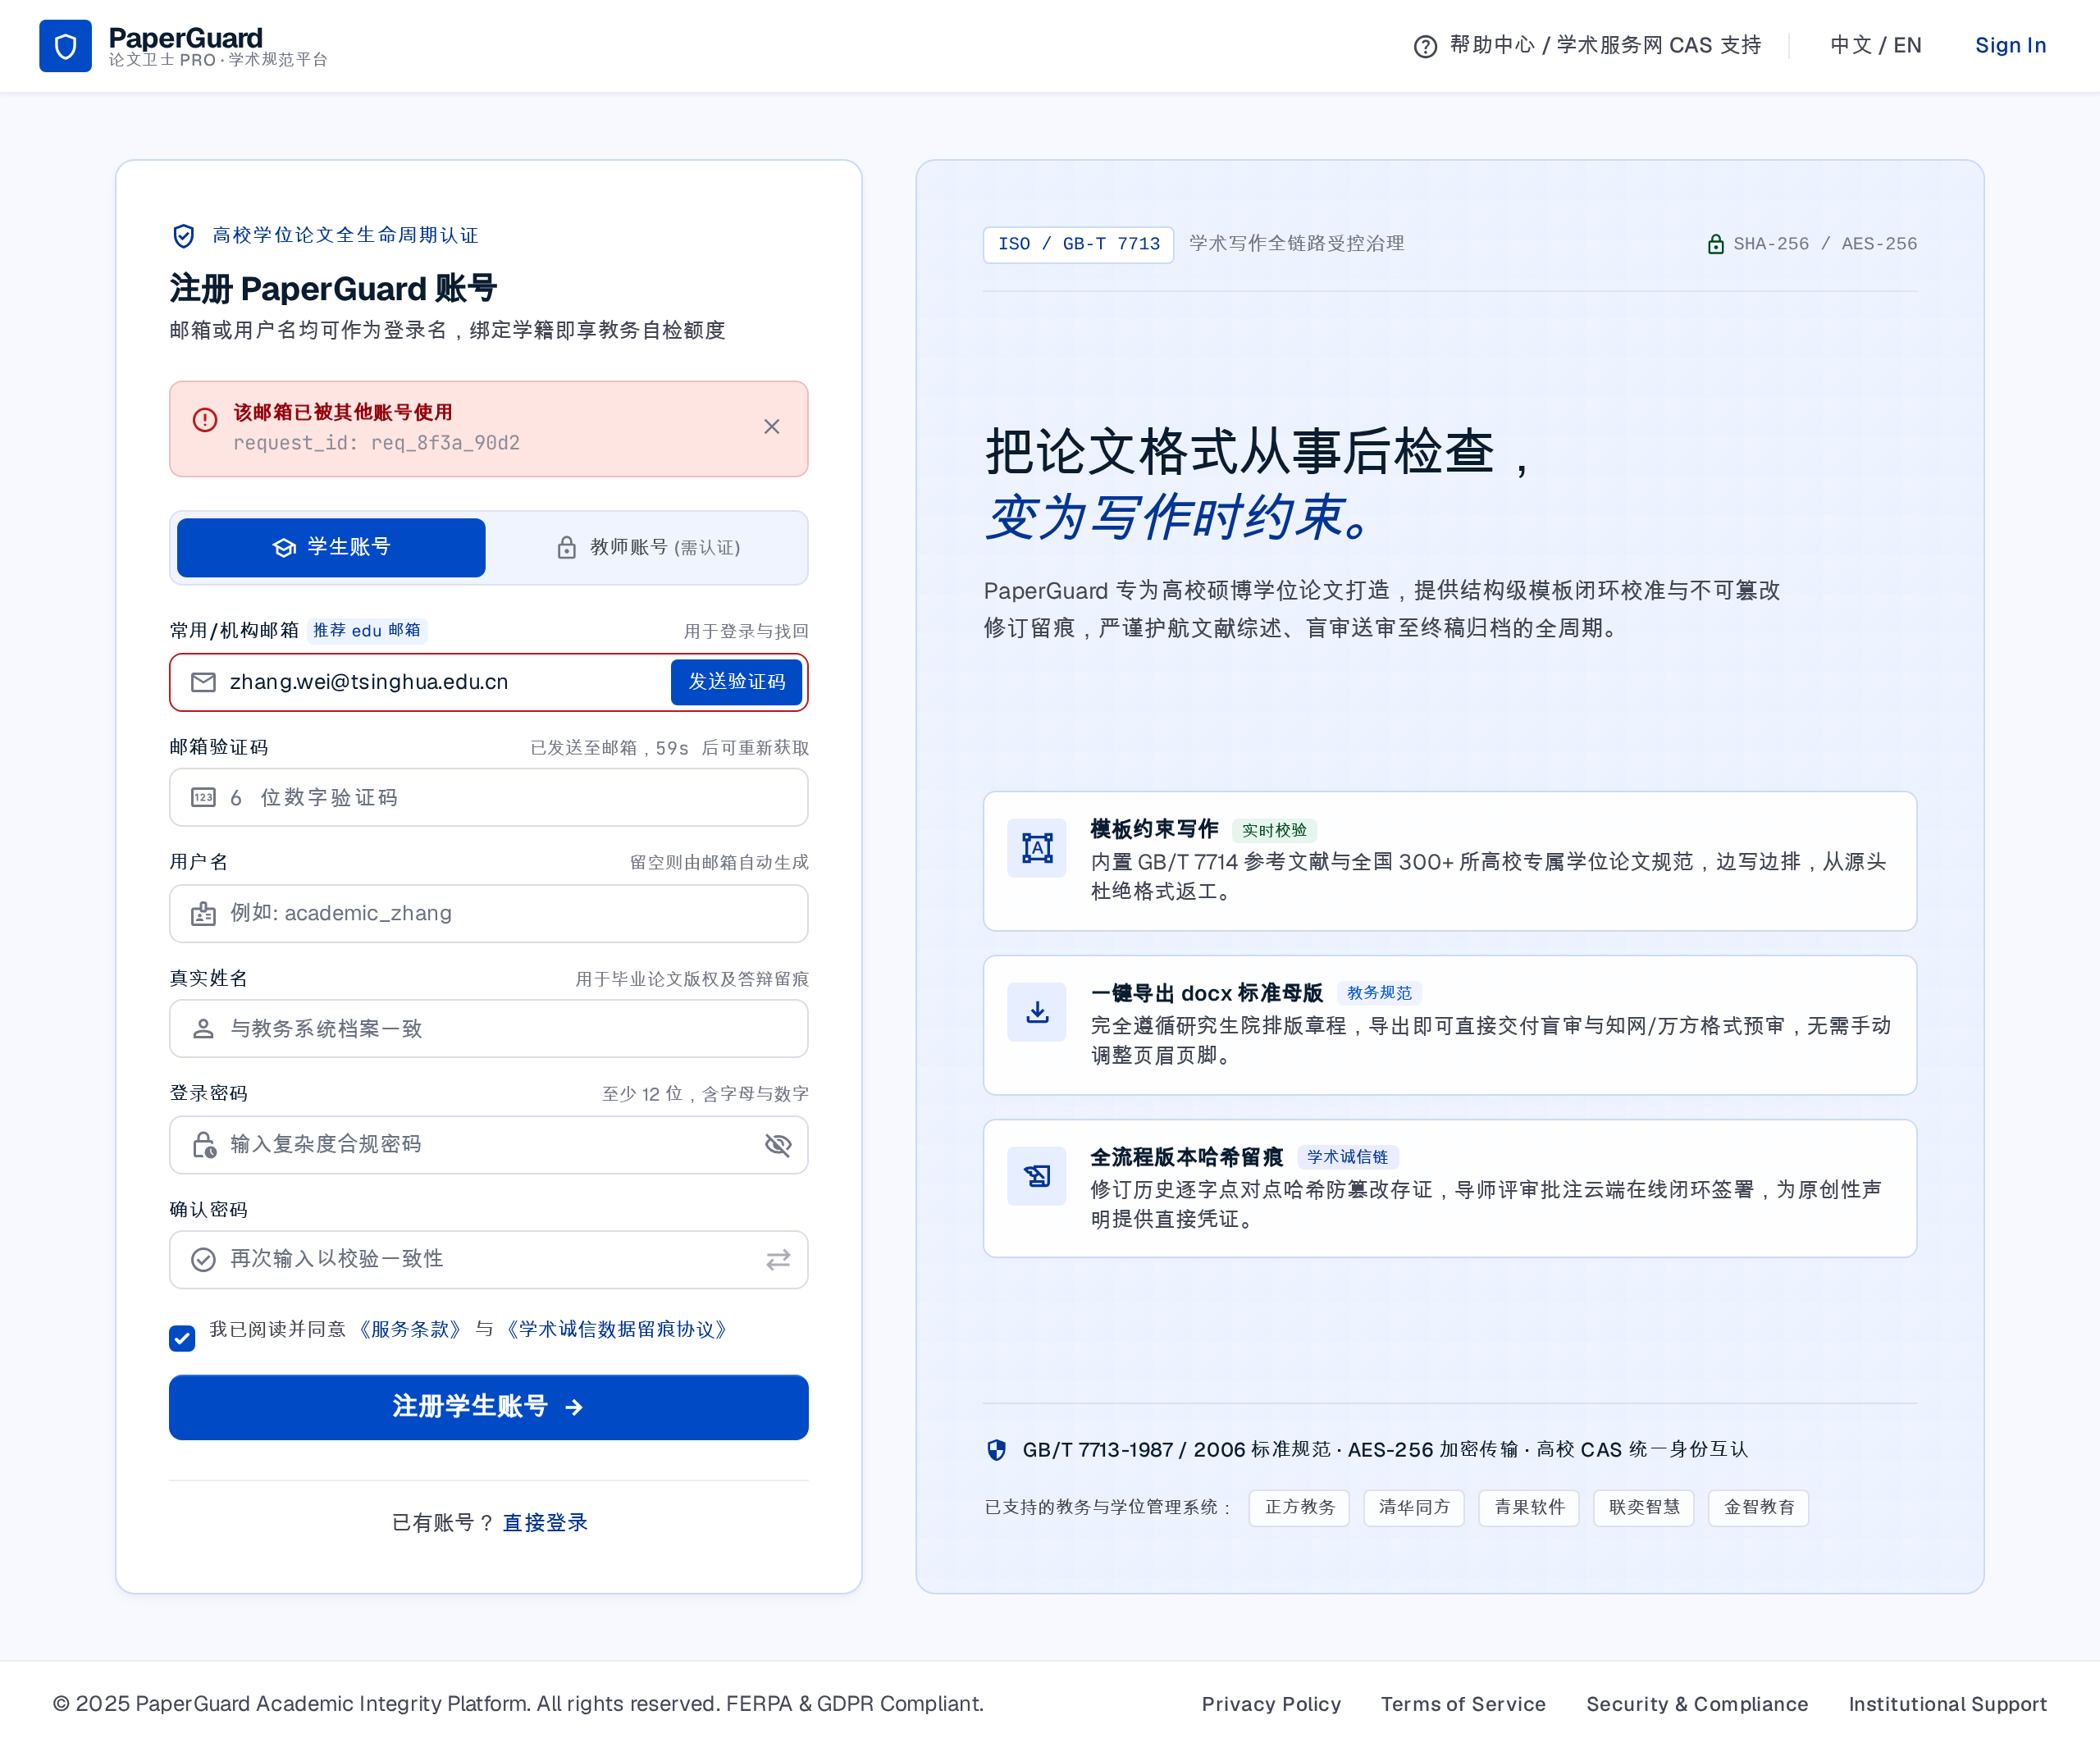 PaperGuard
论文卫士 PRO · 学术规范平台
帮助中心 / 学术服务网 CAS 支持
中文 / EN
Sign In
高校学位论文全生命周期认证
注册 PaperGuard 账号
邮箱或用户名均可作为登录名，绑定学籍即享教务自检额度
该邮箱已被其他账号使用
request_id: req_8f3a_90d2
学生账号
教师账号 (需认证)
常用/机构邮箱 推荐 edu 邮箱 用于登录与找回
zhang.wei@tsinghua.edu.cn 发送验证码
邮箱验证码 已发送至邮箱，59s 后可重新获取
123 6 位数字验证码
用户名 留空则由邮箱自动生成
例如: academic_zhang
真实姓名 用于毕业论文版权及答辩留痕
与教务系统档案一致
登录密码 至少 12 位，含字母与数字
输入复杂度合规密码
确认密码
再次输入以校验一致性
我已阅读并同意 《服务条款》 与 《学术诚信数据留痕协议》
注册学生账号 →
已有账号？ 直接登录
ISO / GB-T 7713 学术写作全链路受控治理 SHA-256 / AES-256
把论文格式从事后检查，
变为写作时约束。
PaperGuard 专为高校硕博学位论文打造，提供结构级模板闭环校准与不可篡改
修订留痕，严谨护航文献综述、盲审送审至终稿归档的全周期。
A
模板约束写作 实时校验
内置 GB/T 7714 参考文献与全国 300+ 所高校专属学位论文规范，边写边排，从源头
杜绝格式返工。
一键导出 docx 标准母版 教务规范
完全遵循研究生院排版章程，导出即可直接交付盲审与知网/万方格式预审，无需手动
调整页眉页脚。
全流程版本哈希留痕 学术诚信链
修订历史逐字点对点哈希防篡改存证，导师评审批注云端在线闭环签署，为原创性声
明提供直接凭证。
GB/T 7713-1987 / 2006 标准规范 · AES-256 加密传输 · 高校 CAS 统一身份互认
已支持的教务与学位管理系统： 正方教务 清华同方 青果软件 联奕智慧 金智教育
© 2025 PaperGuard Academic Integrity Platform. All rights reserved. FERPA & GDPR Compliant.
Privacy Policy Terms of Service Security & Compliance Institutional Support